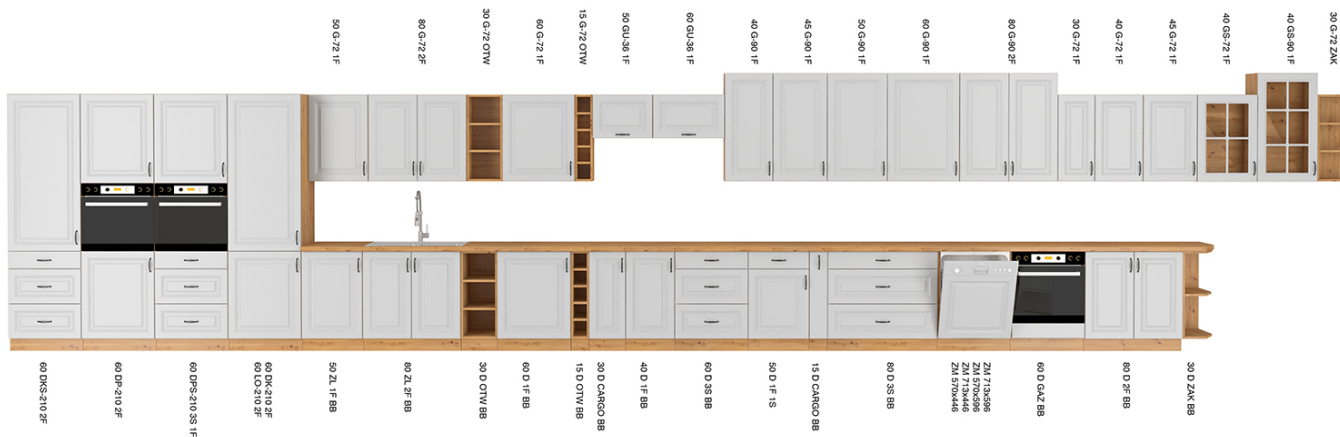 50 G-72 1F
80 G-72 2F
30 G-72 OTW
60 G-72 1F
15 G-72 OTW
50 GU-36 1F
60 GU-36 1F
40 G-90 1F
45 G-90 1F
50 G-90 1F
60 G-90 1F
80 G-90 2F
30 G-72 1F
40 G-72 1F
45 G-72 1F
40 GS-72 1F
40 GS-90 1F
30 G-72 ZAK
60 DKS-210 2F
60 DP-210 2F
60 DPS-210 3S 1F
60 DK-210 2F
60 LO-210 2F
50 ZL 1F BB
80 ZL 2F BB
30 D OTW BB
60 D 1F BB
15 D OTW BB
30 D CARGO BB
40 D 1F BB
60 D 3S BB
50 D 1F 1S
15 D CARGO BB
80 D 3S BB
ZM 713x596
ZM 570x596
ZM 713x446
ZM 570x446
60 D GAZ BB
80 D 2F BB
30 D ZAK BB